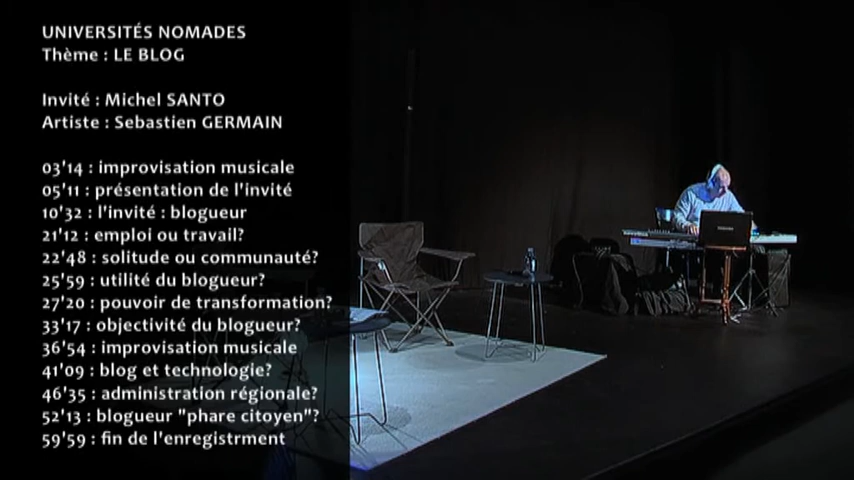 UNIVERSITÉS NOMADES
Thème : LE BLOG
Invité : Michel SANTO
Artiste : Sebastien GERMAIN
03'14 : improvisation musicale
05'11 : présentation de l'invité
10'32 : l'invité : blogueur
21'12 : emploi ou travail?
22'48 : solitude ou communauté?
25'59 : utilité du blogueur?
27'20 : pouvoir de transformation?
33'17 : objectivité du blogueur?
36'54 : improvisation musicale
41'09 : blog et technologie?
46'35 : administration régionale?
52'13 : blogueur "phare citoyen"?
59'59 : fin de l'enregistrment